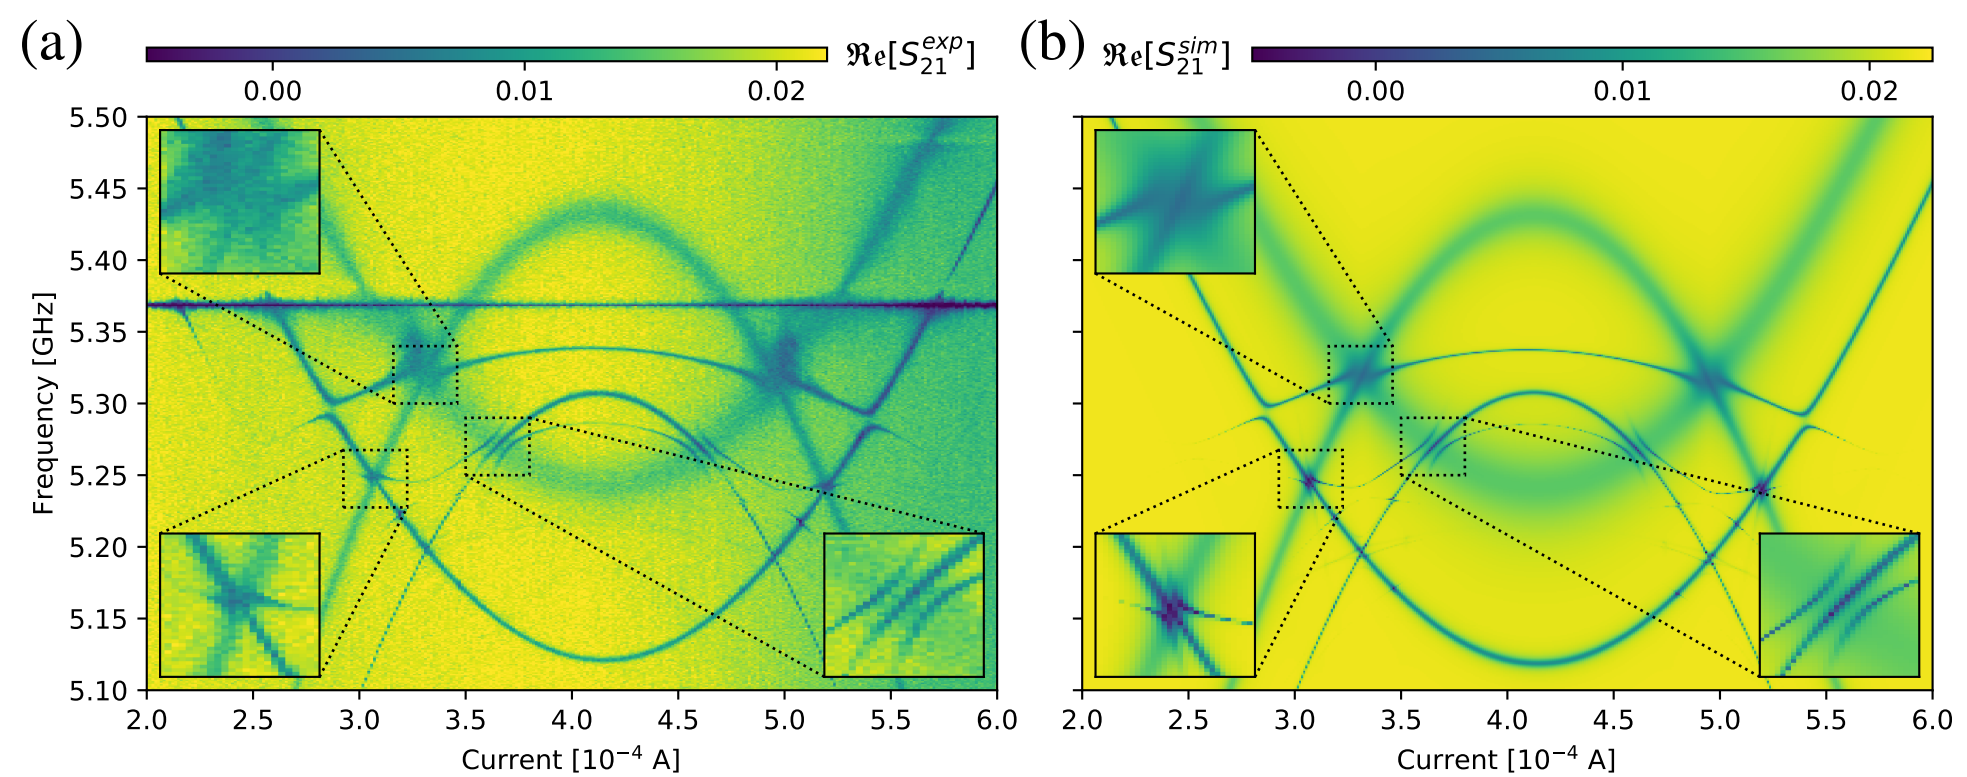 (a)
ℜ𝔢[S₂₁ᵉˣᵖ]
0.00 0.01 0.02
5.50
5.45
5.40
5.35
5.30
5.25
5.20
5.15
5.10
Frequency [GHz]
2.0 2.5 3.0 3.5 4.0 4.5 5.0 5.5 6.0
Current [10⁻⁴ A]
(b)
ℜ𝔢[S₂₁ˢⁱᵐ]
0.00 0.01 0.02
2.0 2.5 3.0 3.5 4.0 4.5 5.0 5.5 6.0
Current [10⁻⁴ A]